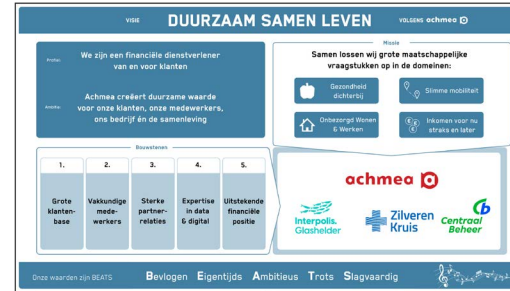 VISIE DUURZAAM SAMEN LEVEN VOLGENS achmea
Profiel
We zijn een financiële dienstverlener
van en voor klanten
Ambitie
Achmea creëert duurzame waarde
voor onze klanten, onze medewerkers,
ons bedrijf én de samenleving
Missie
Samen lossen wij grote maatschappelijke
vraagstukken op in de domeinen:
Gezondheid
dichterbij
Slimme mobiliteit
Onbezorgd Wonen
& Werken
Inkomen voor nu
straks en later
Bouwstenen
1.
Grote
klanten-
base
2.
Vakkundige
mede-
werkers
3.
Sterke
partner-
relaties
4.
Expertise
in data
& digital
5.
Uitstekende
financiële
positie
achmea
Interpolis.
Glashelder
Zilveren
Kruis
Centraal
Beheer
Onze waarden zijn BEATS
Bevlogen Eigentijds Ambitieus Trots Slagvaardig